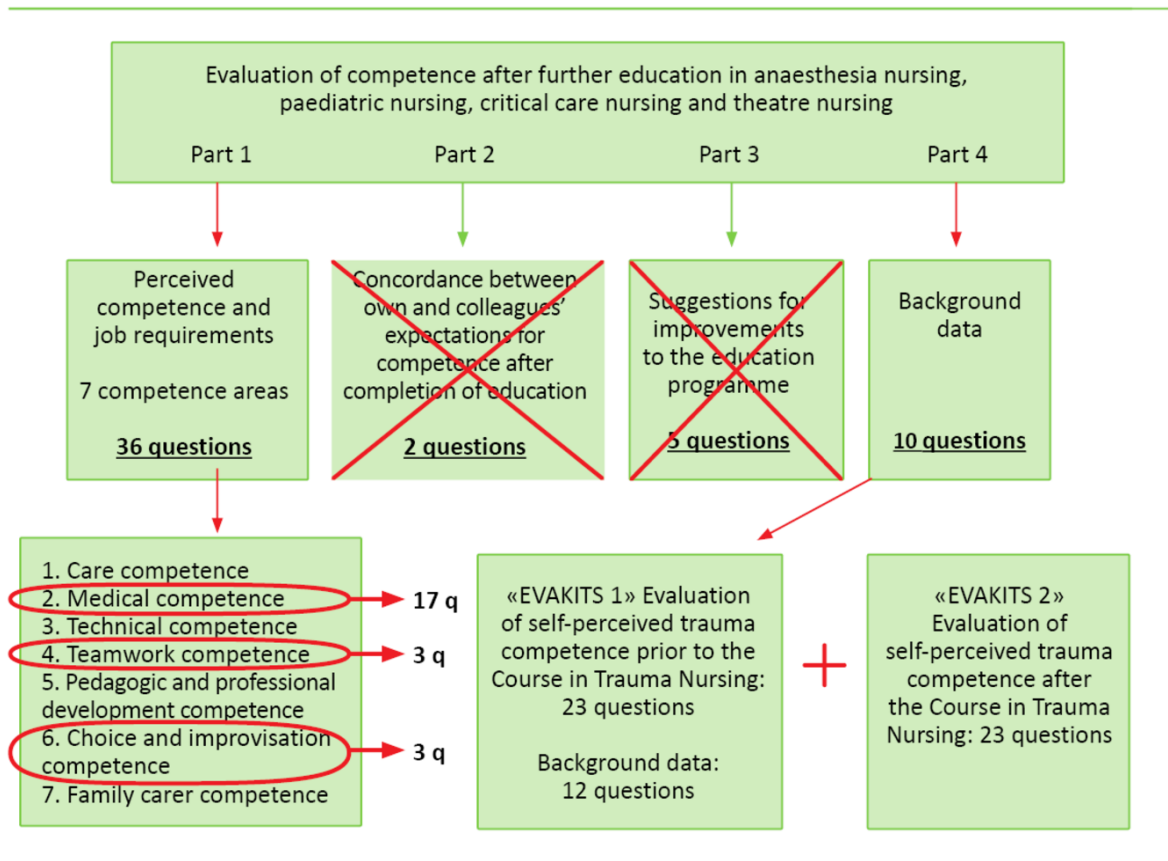 Evaluation of competence after further education in anaesthesia nursing,
paediatric nursing, critical care nursing and theatre nursing
Part 1
Part 2
Part 3
Part 4
Perceived
competence and
job requirements
7 competence areas
36 questions
Concordance between
own and colleagues’
expectations for
competence after
completion of education
2 questions
Suggestions for
improvements
to the education
programme
5 questions
Background
data
10 questions
1. Care competence
2. Medical competence
3. Technical competence
4. Teamwork competence
5. Pedagogic and professional
development competence
6. Choice and improvisation
competence
7. Family carer competence
17 q
3 q
3 q
«EVAKITS 1» Evaluation
of self-perceived trauma
competence prior to the
Course in Trauma Nursing:
23 questions
Background data:
12 questions
+
«EVAKITS 2»
Evaluation of
self-perceived trauma
competence after
the Course in Trauma
Nursing: 23 questions